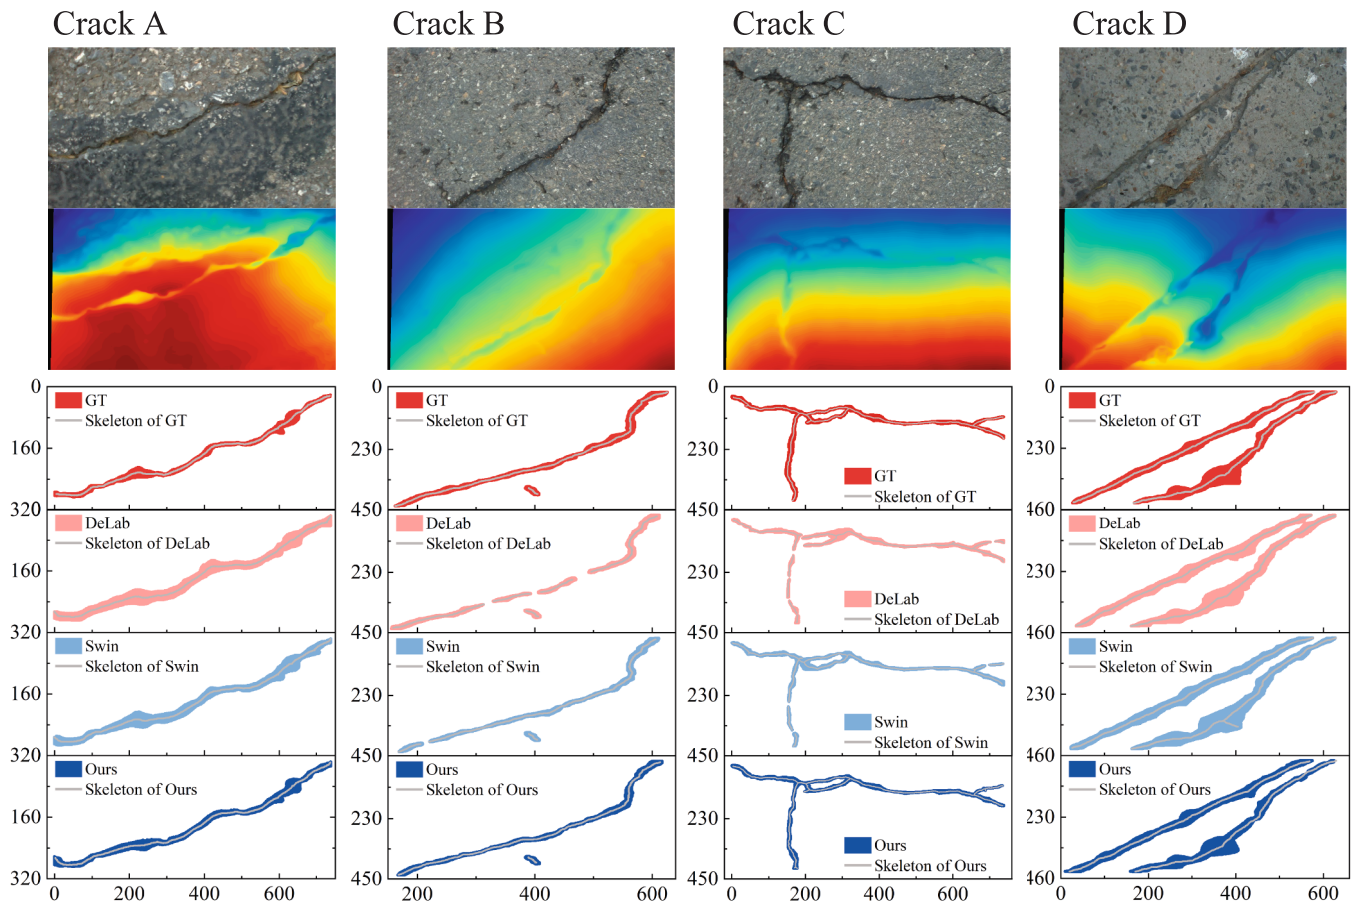 Crack A
Crack B
Crack C
Crack D
0
GT
Skeleton of GT
160
320
DeLab
Skeleton of DeLab
160
320
Swin
Skeleton of Swin
160
320
Ours
Skeleton of Ours
160
320
0
200
400
600
0
GT
Skeleton of GT
230
450
DeLab
Skeleton of DeLab
230
450
Swin
Skeleton of Swin
230
450
Ours
Skeleton of Ours
230
450
200
400
600
0
230
GT
Skeleton of GT
450
230
DeLab
Skeleton of DeLab
450
230
Swin
Skeleton of Swin
450
230
Ours
Skeleton of Ours
450
0
200
400
600
0
GT
Skeleton of GT
230
460
DeLab
Skeleton of DeLab
230
460
Swin
Skeleton of Swin
230
460
Ours
Skeleton of Ours
230
460
0
200
400
600